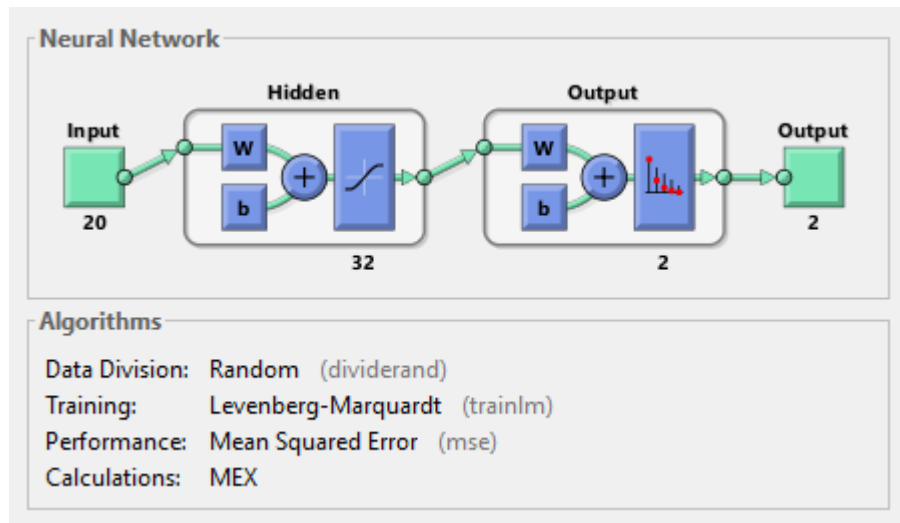 Neural Network
Hidden
Output
Input
Output
W
W
b
b
20
2
32
2
Algorithms
Data Division: Random (dividerand)
Training: Levenberg-Marquardt (trainlm)
Performance: Mean Squared Error (mse)
Calculations: MEX